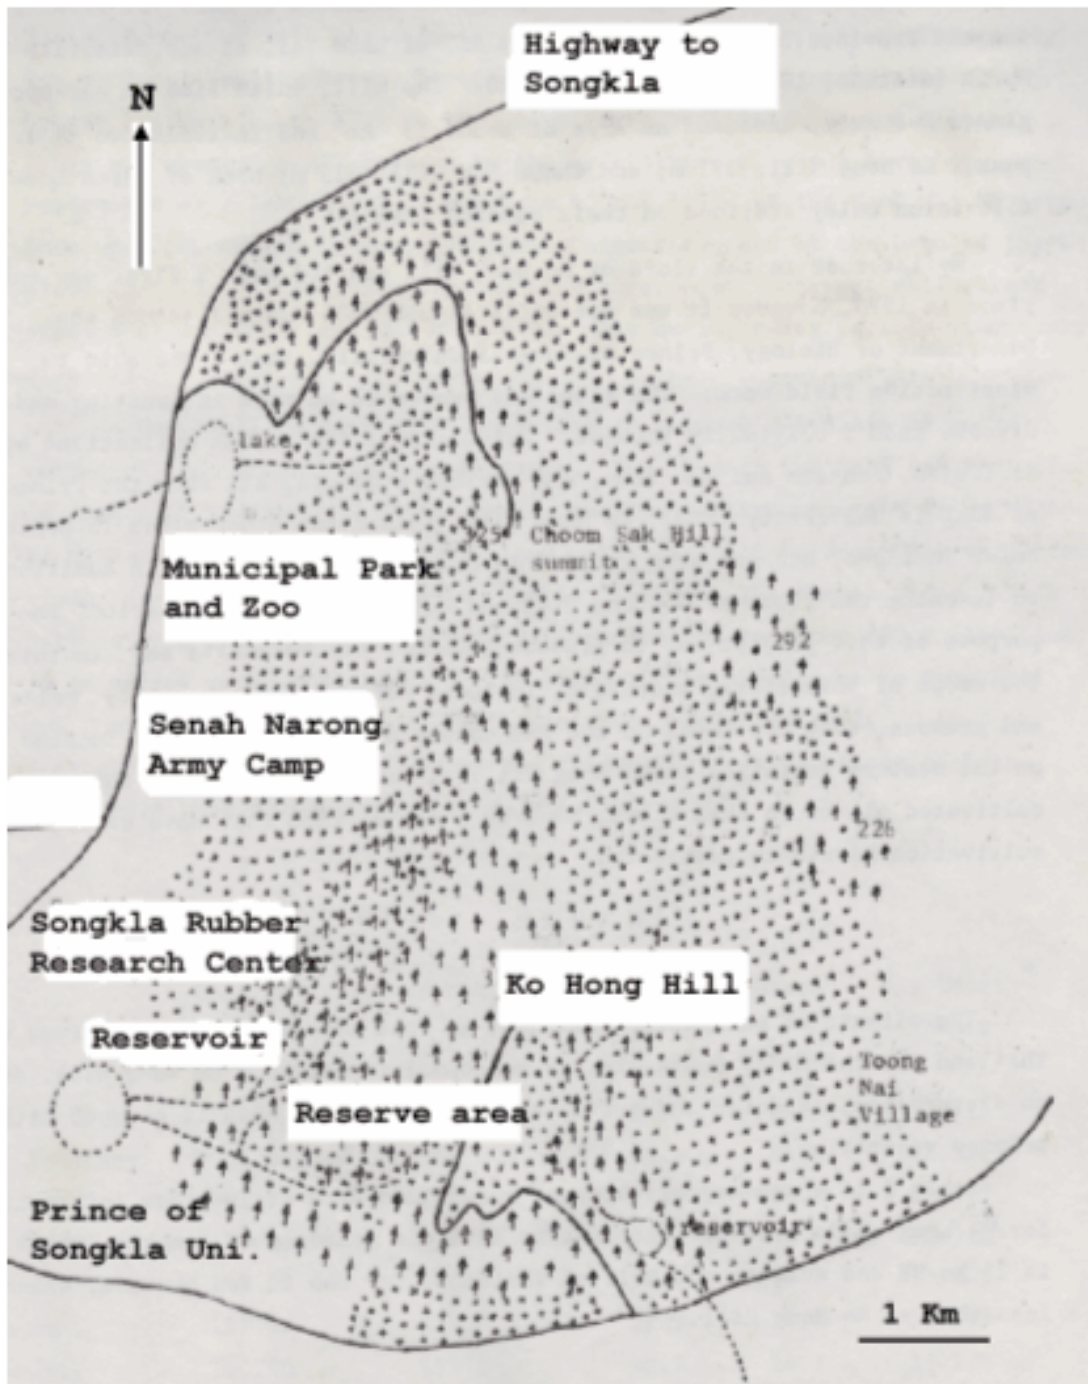 Highway to
Songkla
N
lake
325 Choom Sak Hill
summit
Municipal Park
and Zoo
292
Senah Narong
Army Camp
226
Songkla Rubber
Research Center
Ko Hong Hill
Reservoir
Toong
Nai
Village
Reserve area
Prince of
Songkla Uni.
reservoir
1 Km